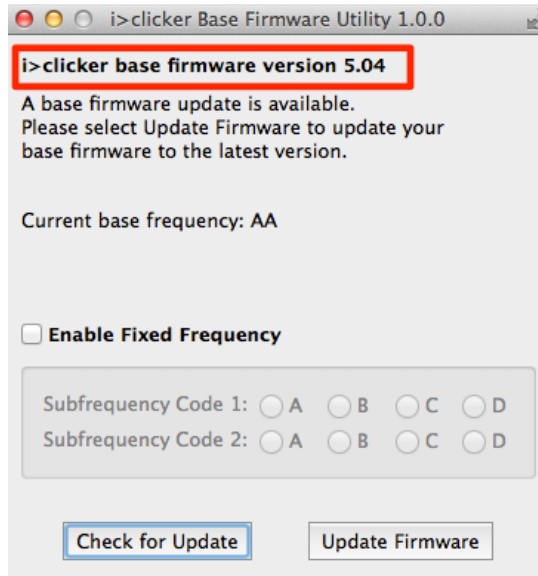 i>clicker Base Firmware Utility 1.0.0
i>clicker base firmware version 5.04
A base firmware update is available.
Please select Update Firmware to update your
base firmware to the latest version.
Current base frequency: AA
Enable Fixed Frequency
Subfrequency Code 1: A B C D
Subfrequency Code 2: A B C D
Check for Update Update Firmware